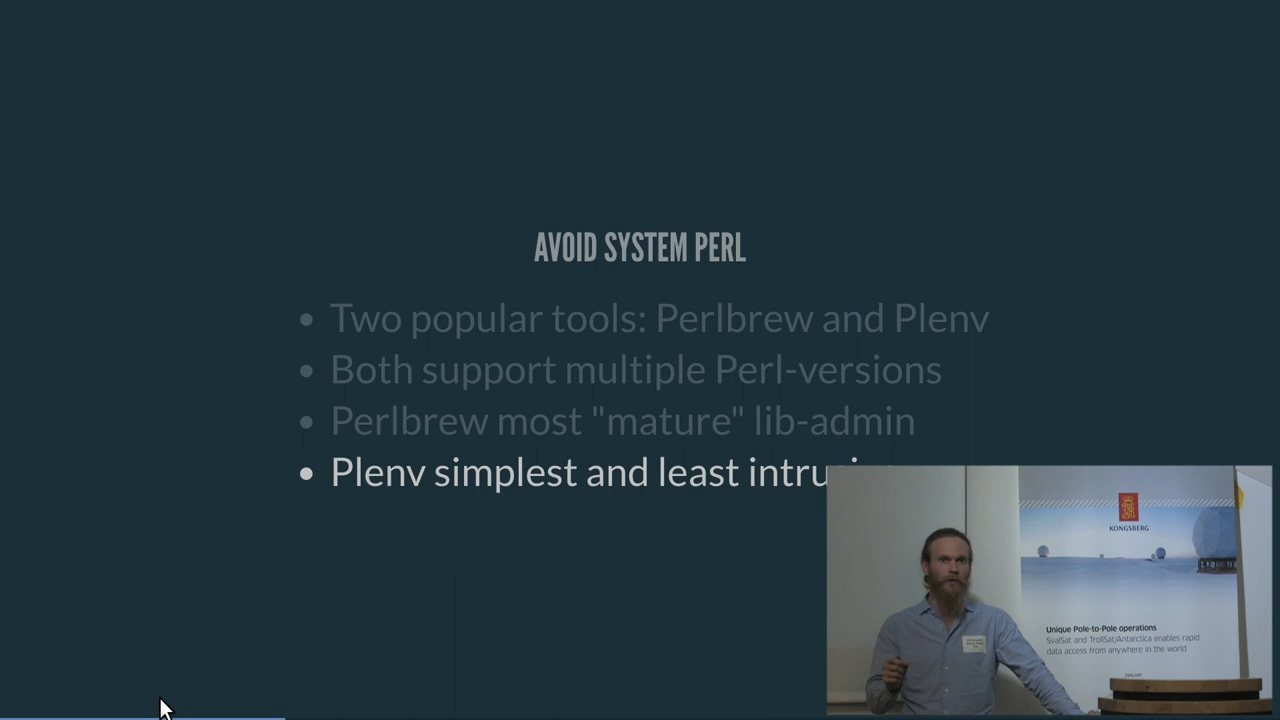 AVOID SYSTEM PERL
Two popular tools: Perlbrew and Plenv
Both support multiple Perl-versions
Perlbrew most "mature" lib-admin
Plenv simplest and least
KONGSBERG
Unique Pole-to-Pole operations
SvalSat and TrollSat/Antarctica enables rapid
data access from anywhere in the world